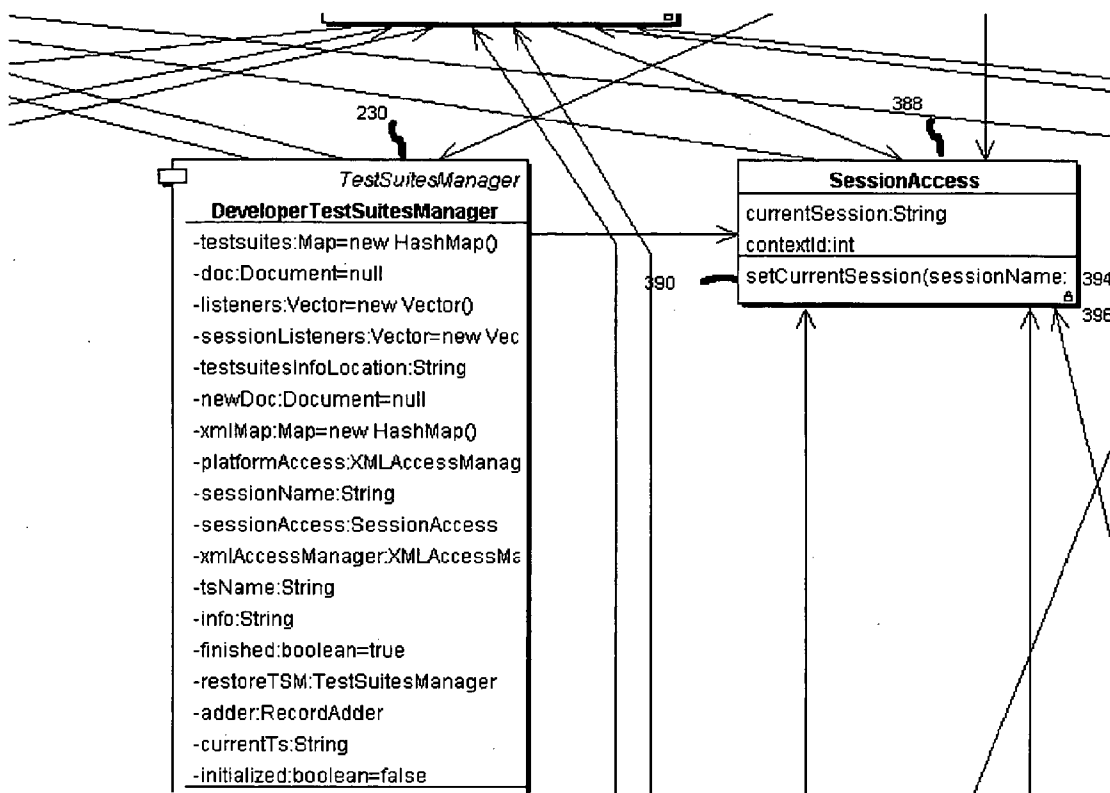 230
388
TestSuitesManager
DeveloperTestSuitesManager
-testsuites:Map=new HashMap()
-doc:Document=null
-listeners:Vector=new Vector()
-sessionListeners:Vector=new Vec
-testsuitesInfoLocation:String
-newDoc:Document=null
-xmlMap:Map=new HashMap()
-platformAccess:XMLAccessManag
-sessionName:String
-sessionAccess:SessionAccess
-xmlAccessManager:XMLAccessMa
-tsName:String
-info:String
-finished:boolean=true
-restoreTSM:TestSuitesManager
-adder:RecordAdder
-currentTs:String
-initialized:boolean=false
SessionAccess
currentSession:String
contextId:int
390
setCurrentSession(sessionName:
394
396